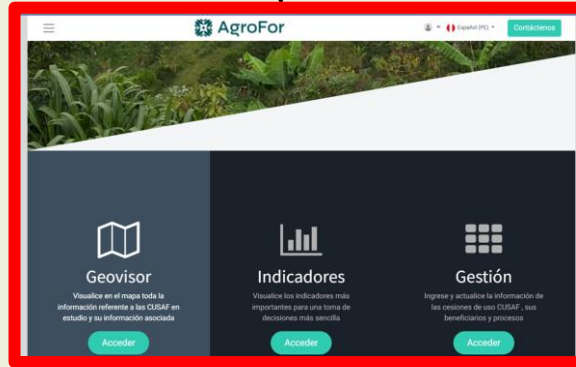 AgroFor
Español (PE)
Contáctenos
Geovisor
Visualice en el mapa toda la
información referente a las CUSAF en
estudio y su información asociada
Acceder
Indicadores
Visualice los indicadores más
importantes para una toma de
decisiones más sencilla
Acceder
Gestión
Ingrese y actualice la información de
las cesiones de uso CUSAF , sus
beneficiarios y procesos
Acceder